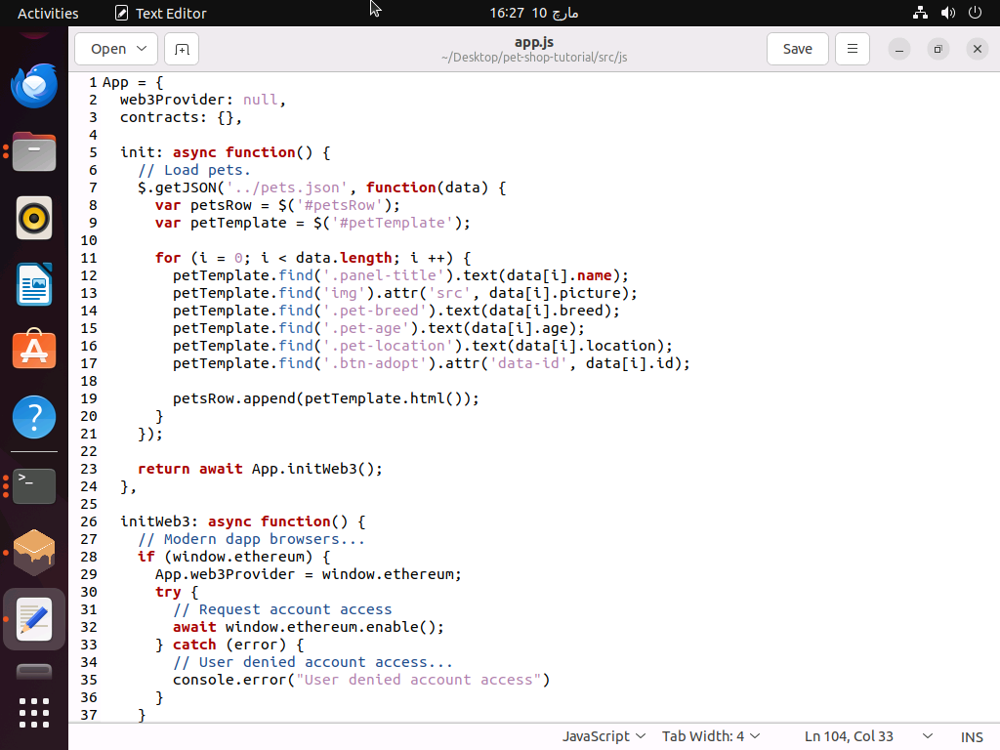 Activities Text Editor 16:27 10 مارچ
Open app.js Save
~/Desktop/pet-shop-tutorial/src/js
1 App = {
2   web3Provider: null,
3   contracts: {},
4
5   init: async function() {
6     // Load pets.
7     $.getJSON('../pets.json', function(data) {
8       var petsRow = $('#petsRow');
9       var petTemplate = $('#petTemplate');
10
11       for (i = 0; i < data.length; i ++) {
12         petTemplate.find('.panel-title').text(data[i].name);
13         petTemplate.find('img').attr('src', data[i].picture);
14         petTemplate.find('.pet-breed').text(data[i].breed);
15         petTemplate.find('.pet-age').text(data[i].age);
16         petTemplate.find('.pet-location').text(data[i].location);
17         petTemplate.find('.btn-adopt').attr('data-id', data[i].id);
18
19         petsRow.append(petTemplate.html());
20       }
21     });
22
23     return await App.initWeb3();
24   },
25
26   initWeb3: async function() {
27     // Modern dapp browsers...
28     if (window.ethereum) {
29       App.web3Provider = window.ethereum;
30       try {
31         // Request account access
32         await window.ethereum.enable();
33       } catch (error) {
34         // User denied account access...
35         console.error("User denied account access")
36       }
37     }
JavaScript Tab Width: 4 Ln 104, Col 33 INS